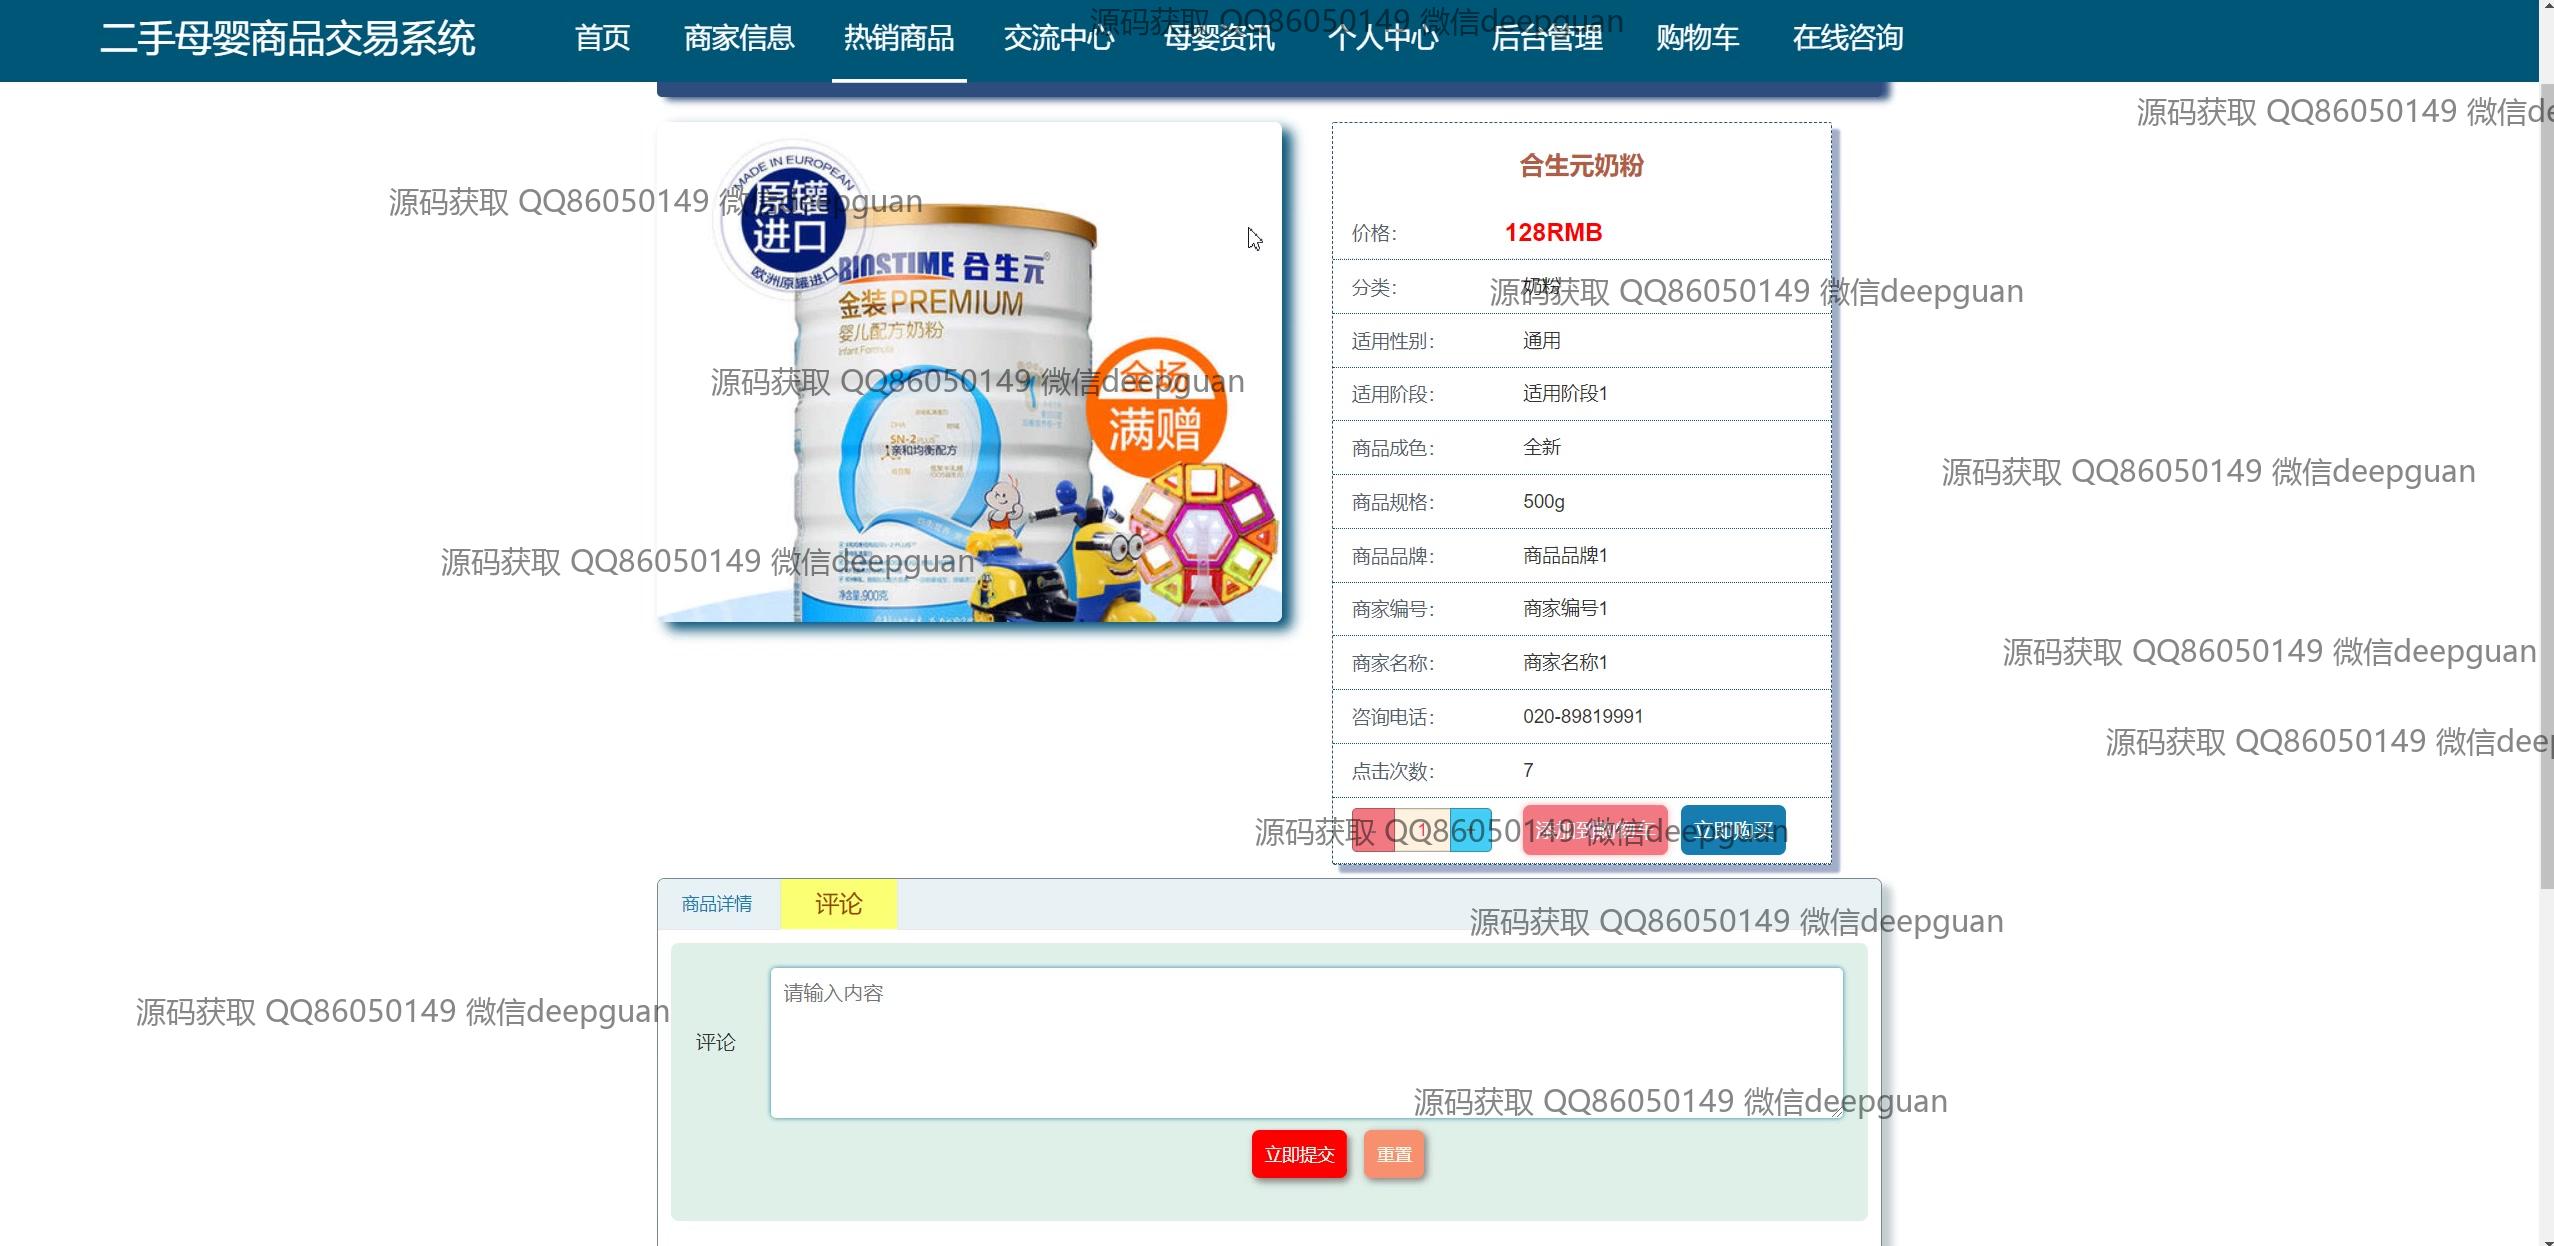 二手母婴商品交易系统 首页 商家信息 热销商品 交流中心 母婴资讯 个人中心 后台管理 购物车 在线咨询
源码获取 QQ86050149 微信deepguan
源码获取 QQ86050149 微信de
MADE IN EUROPEAN
原罐
进口
欧洲原罐进口
源码获取 QQ86050149 微信deepguan
BIOSTIME 合生元
金装PREMIUM
婴儿配方奶粉
Infant Formula
全场
满赠
源码获取 QQ86050149 微信deepguan
DHA
SN-2 PLUS
亲和均衡配方
源码获取 QQ86050149 微信deepguan
净含量:900克
合生元奶粉
价格： 128RMB
分类： 奶粉
源码获取 QQ86050149 微信deepguan
适用性别： 通用
适用阶段： 适用阶段1
商品成色： 全新
源码获取 QQ86050149 微信deepguan
商品规格： 500g
商品品牌： 商品品牌1
商家编号： 商家编号1
商家名称： 商家名称1
源码获取 QQ86050149 微信deepguan
咨询电话： 020-89819991
源码获取 QQ86050149 微信dee
点击次数： 7
- 1 + 添加到购物车 立即购买
源码获取 QQ86050149 微信deepguan
商品详情 评论
源码获取 QQ86050149 微信deepguan
请输入内容
源码获取 QQ86050149 微信deepguan
评论
源码获取 QQ86050149 微信deepguan
立即提交 重置